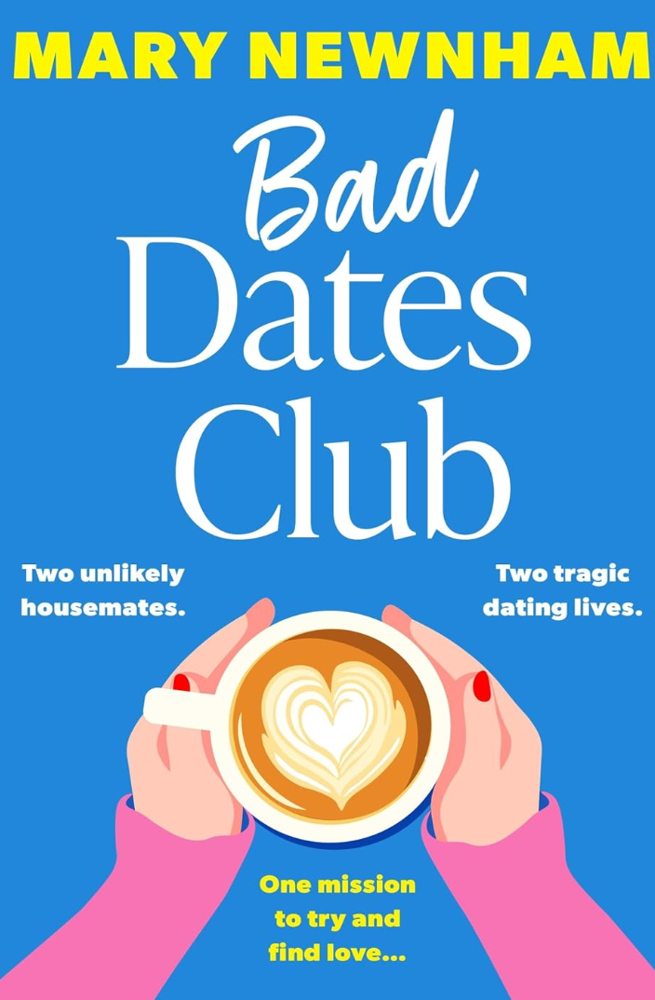 MARY NEWNHAM
Bad
Dates
Club
Two unlikely
housemates.
Two tragic
dating lives.
One mission
to try and
find love...